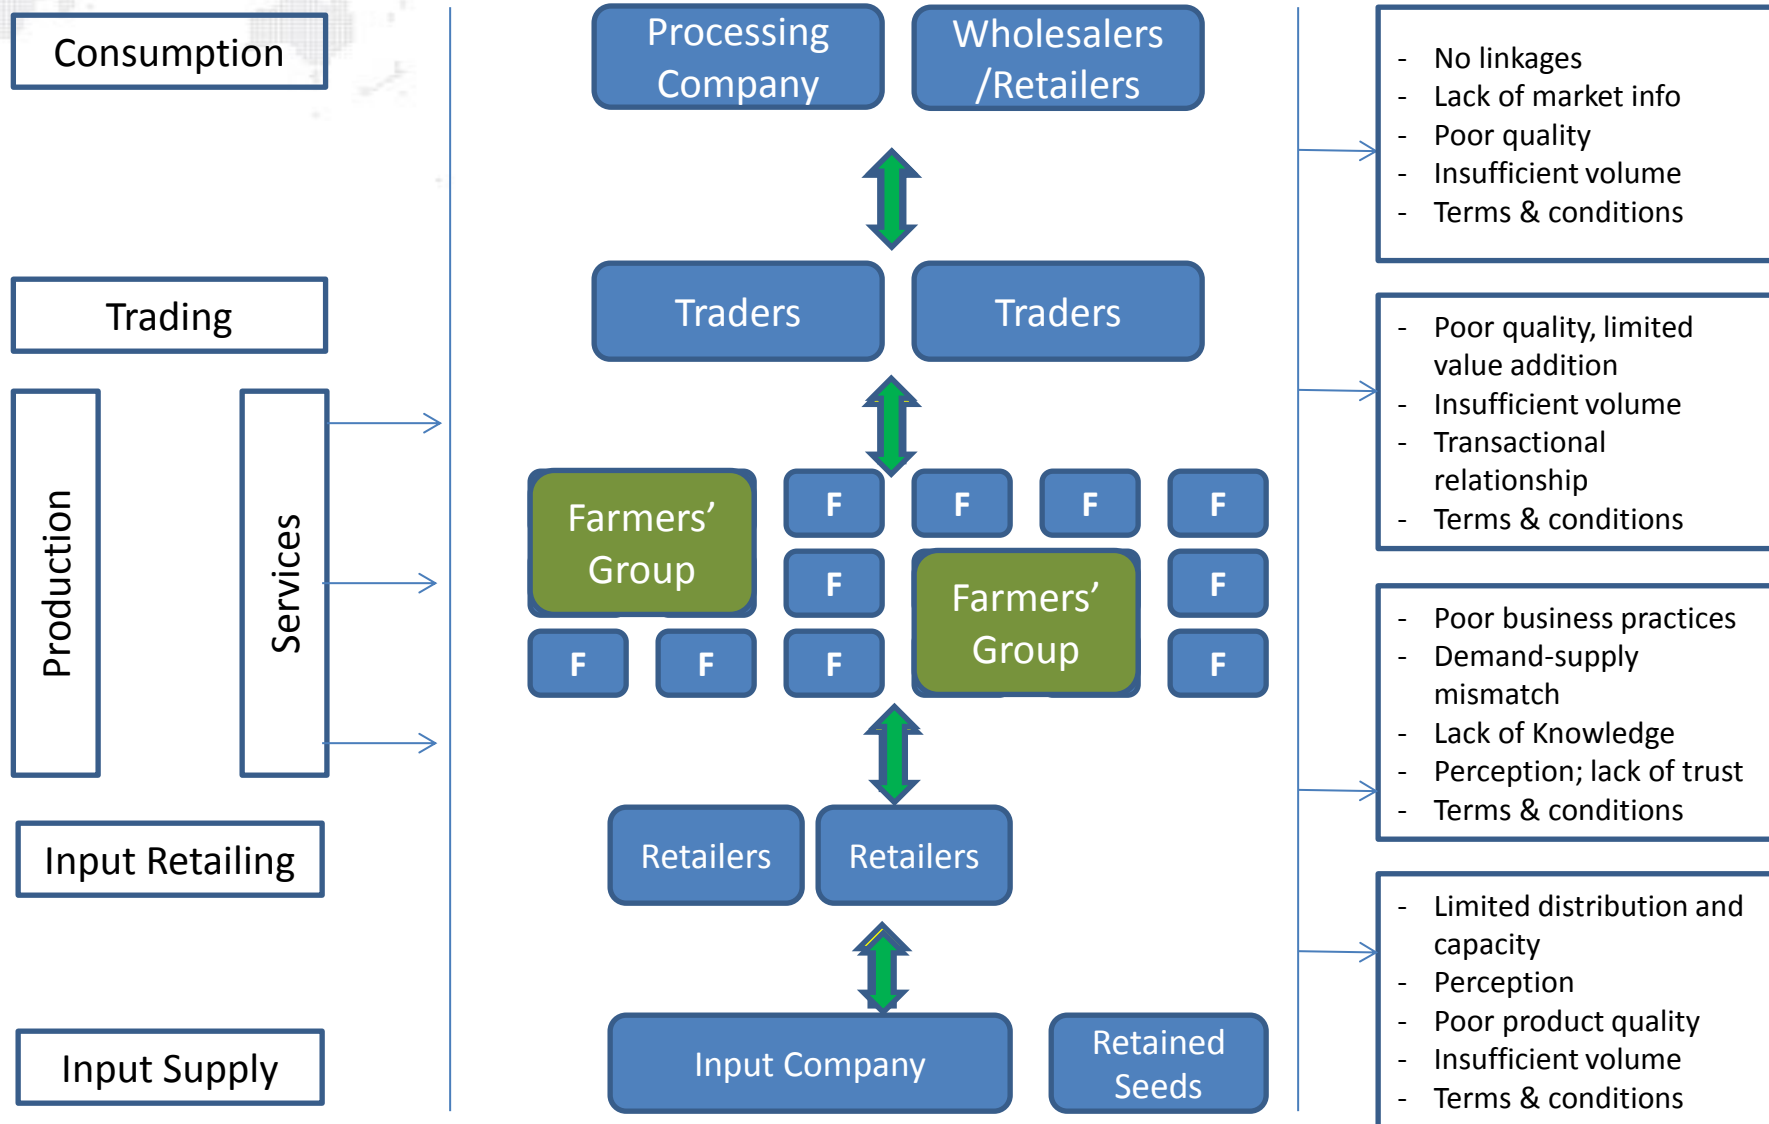 Consumption
Trading
Production
Services
Input Retailing
Input Supply
Processing
Company
Wholesalers
/Retailers
Traders
Traders
Farmers’
Group
F
F
F
F
F
Farmers’
Group
F
F
F
F
F
Retailers
Retailers
Input Company
Retained
Seeds
- No linkages
- Lack of market info
- Poor quality
- Insufficient volume
- Terms & conditions
- Poor quality, limited
value addition
- Insufficient volume
- Transactional
relationship
- Terms & conditions
- Poor business practices
- Demand-supply
mismatch
- Lack of Knowledge
- Perception; lack of trust
- Terms & conditions
- Limited distribution and
capacity
- Perception
- Poor product quality
- Insufficient volume
- Terms & conditions